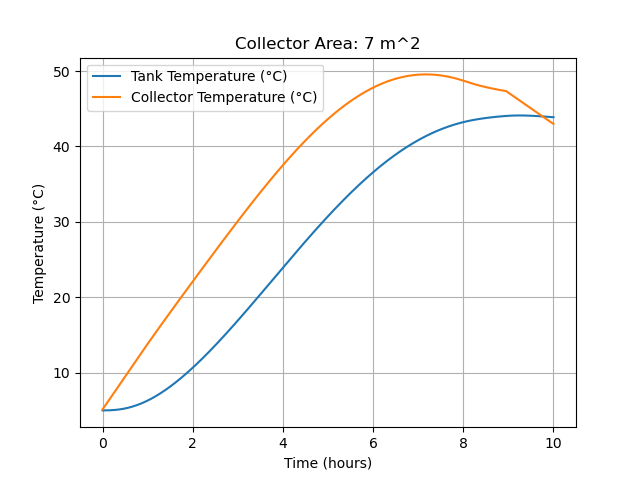 Collector Area: 7 m^2
Tank Temperature (°C)
Collector Temperature (°C)
50
40
30
20
10
Temperature (°C)
0 2 4 6 8 10
Time (hours)